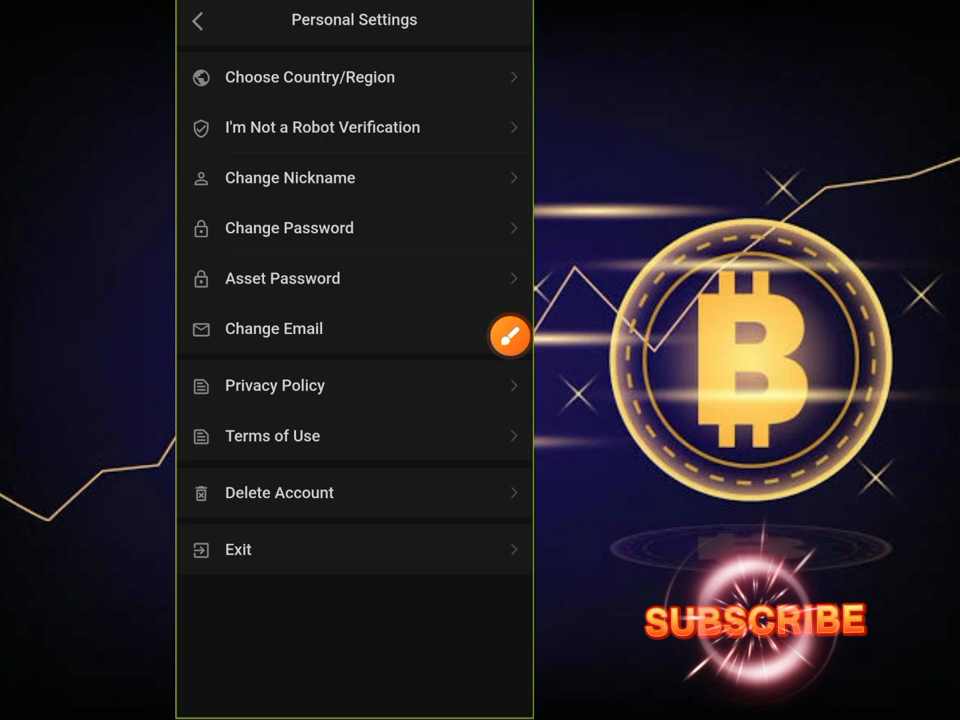 Personal Settings
Choose Country/Region
I'm Not a Robot Verification
Change Nickname
Change Password
Asset Password
Change Email
Privacy Policy
Terms of Use
Delete Account
Exit
SUBSCRIBE